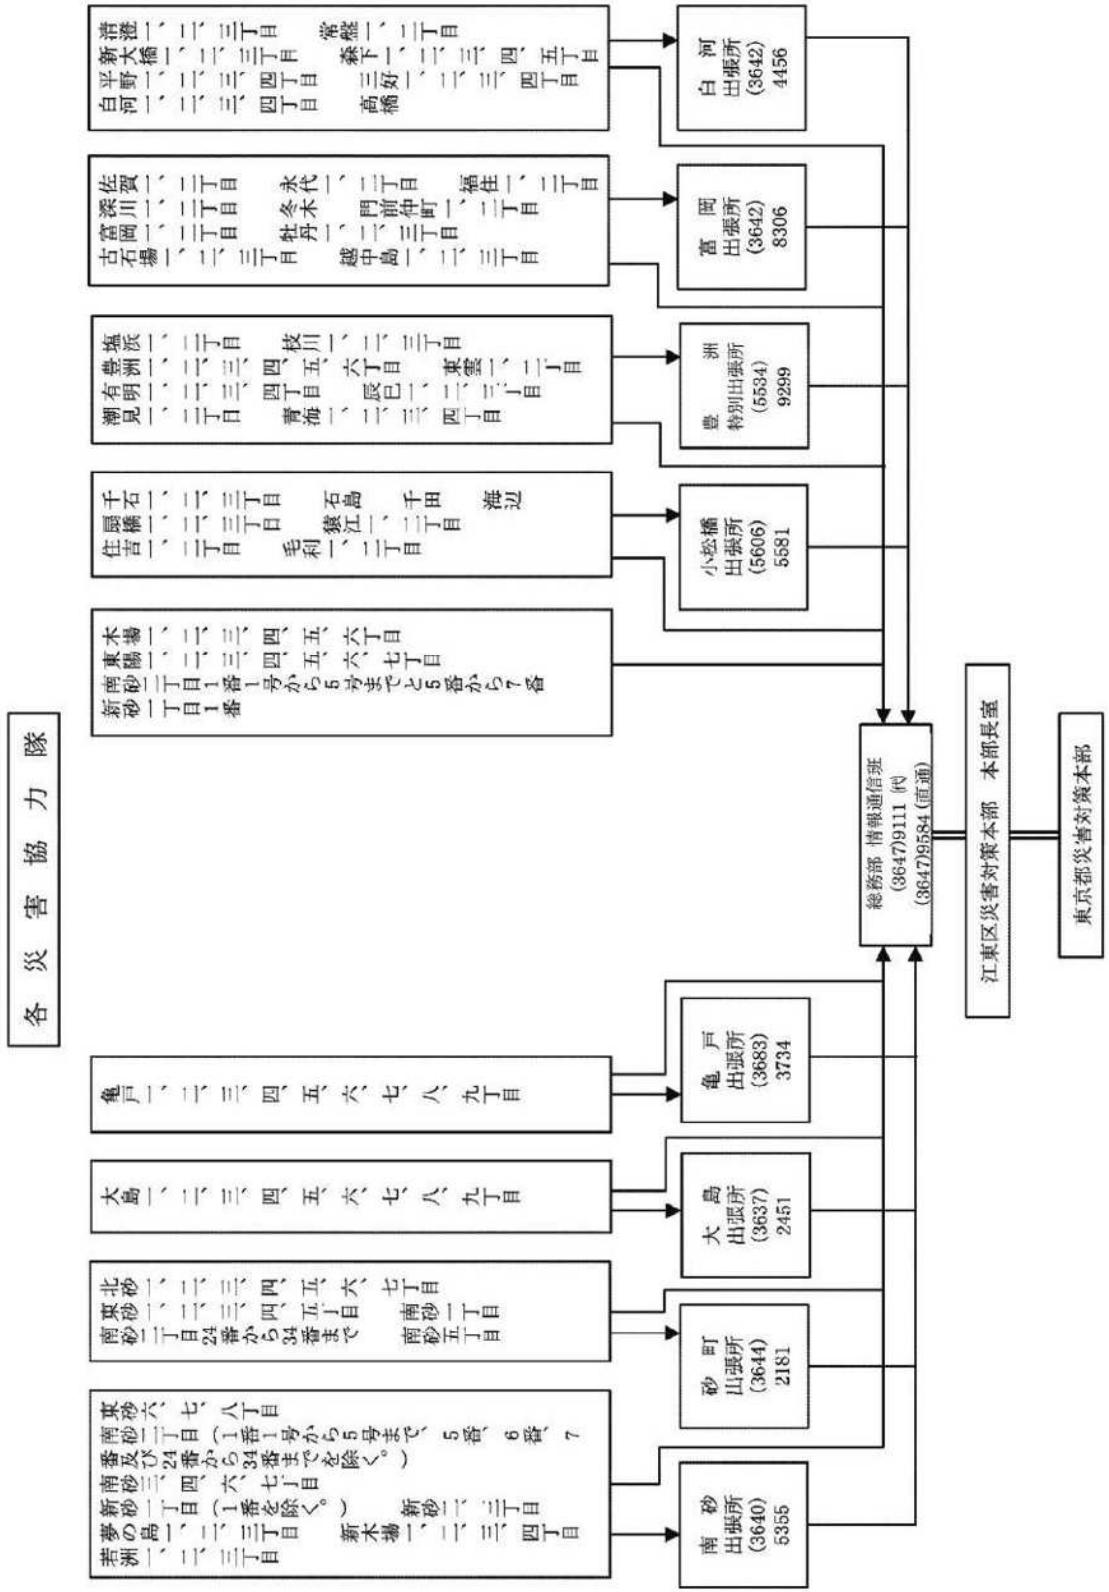 各災害協力隊
清澄一、二、三丁目　常盤一、二丁目
新大橋一、二、三丁目　森下一、二、三、四、五丁目
平野一、二、三、四丁目　三好一、二、三、四丁目
白河一、二、三、四丁目　高橋
白河
出張所
(3642)
4456
佐賀一、二丁目　永代一、二丁目　福住一、二丁目
深川一、二丁目　冬木　門前仲町一、二丁目
富岡一、二丁目　牡丹一、二、三丁目
古石場一、二、三丁目　越中島一、二、三丁目
富岡
出張所
(3642)
8306
塩浜一、二丁目　枝川一、二、三丁目
豊洲一、二、三、四、五、六丁目　東雲一、二丁目
有明一、二、三、四丁目　辰巳一、二、三丁目
潮見一、二丁目　青海一、二、三、四丁目
豊洲
特別出張所
(5534)
9299
千石一、二、三丁目　石島　千田　海辺
扇橋一、二、三丁目　猿江一、二丁目
住吉一、二丁目　毛利一、二丁目
小松橋
出張所
(5606)
5581
木場一、二、三、四、五、六丁目
東陽一、二、三、四、五、六、七丁目
南砂二丁目1番1号から5号までと5番から7番
新砂一丁目1番
亀戸一、二、三、四、五、六、七、八、九丁目
亀戸
出張所
(3683)
3734
大島一、二、三、四、五、六、七、八、九丁目
大島
出張所
(3637)
2451
北砂一、二、三、四、五、六、七丁目
東砂一、二、三、四、五丁目　南砂一丁目
南砂二丁目24番から34番まで　南砂五丁目
砂町
出張所
(3644)
2181
東砂六、七、八丁目
南砂二丁目（1番1号から5号まで、5番、6番、7
番及び24番から34番までを除く。）
南砂三、四、六、七丁目
新砂一丁目（1番を除く。）　新砂二、三丁目
夢の島一、二、三丁目　新木場一、二、三、四丁目
若洲一、二、三丁目
南砂
出張所
(3640)
5355
総務部 情報通信班
(3647)9111 (代)
(3647)9584 (直通)
江東区災害対策本部　本部長室
東京都災害対策本部